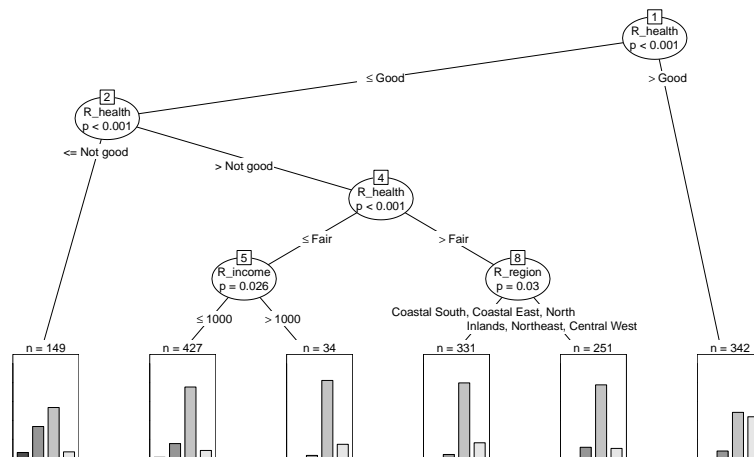 1
R_health
p < 0.001
≤ Good
> Good
2
R_health
p < 0.001
<= Not good
> Not good
4
R_health
p < 0.001
≤ Fair
> Fair
5
R_income
p = 0.026
8
R_region
p = 0.03
≤ 1000
> 1000
Coastal South, Coastal East, North
Inlands, Northeast, Central West
n = 149
n = 427
n = 34
n = 331
n = 251
n = 342